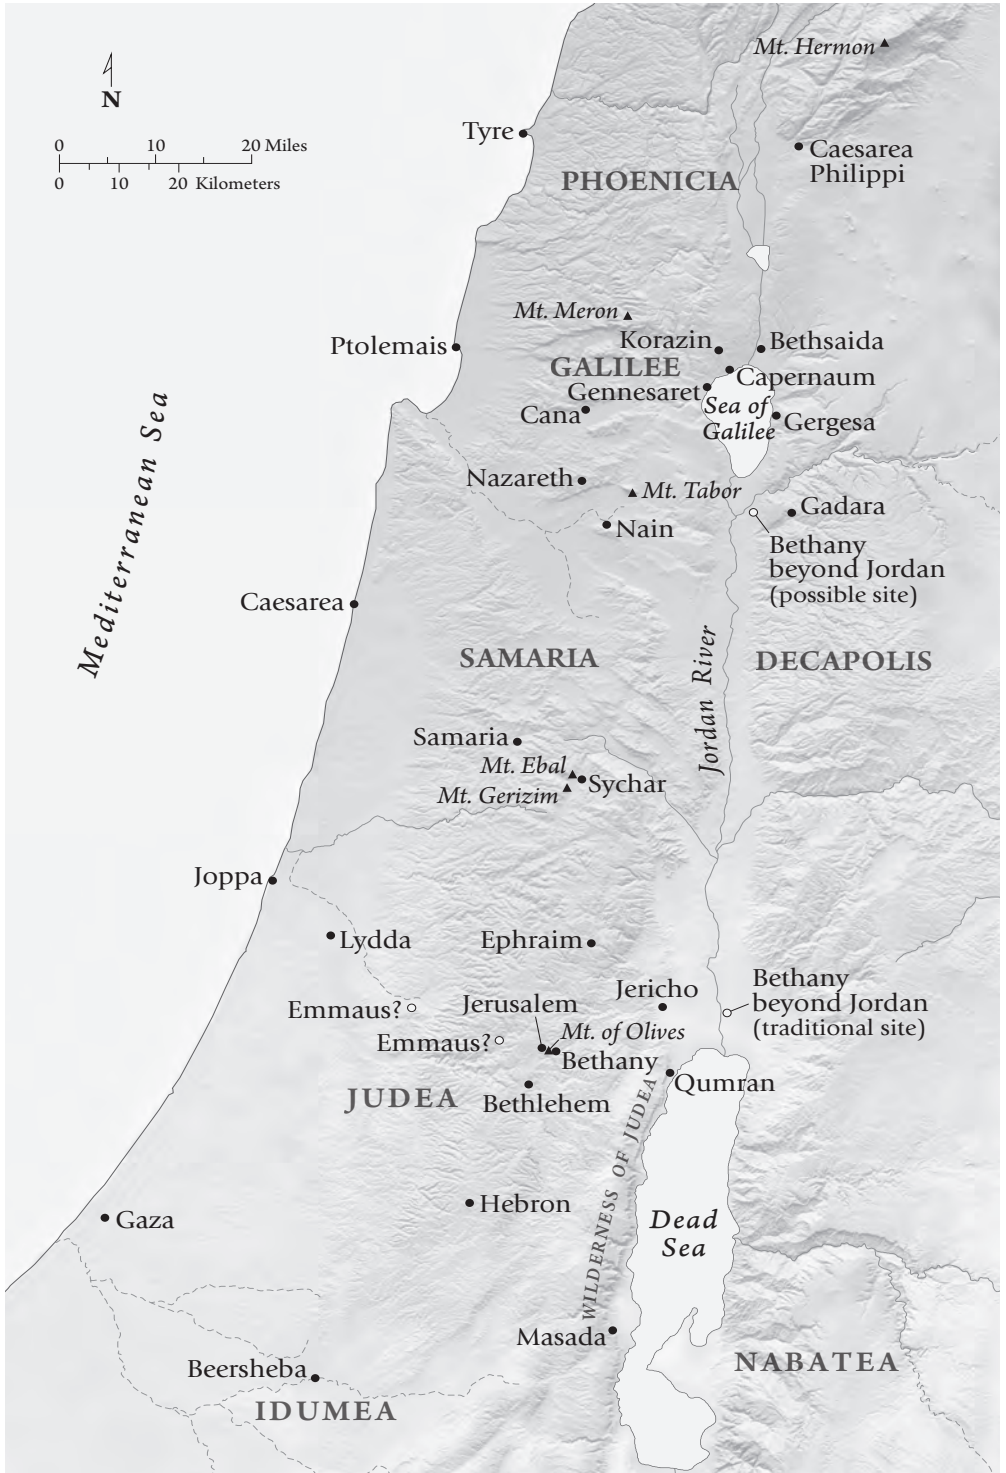 Mt. Hermon
N
0 10 20 Miles
0 10 20 Kilometers
Tyre
Caesarea
Philippi
PHOENICIA
Mt. Meron
Korazin
Bethsaida
Ptolemais
GALILEE
Capernaum
Gennesaret
Sea of
Galilee
Cana
Gergesa
Mediterranean Sea
Nazareth
Mt. Tabor
Gadara
Nain
Bethany
beyond Jordan
(possible site)
Caesarea
SAMARIA
Jordan River
DECAPOLIS
Samaria
Mt. Ebal
Sychar
Mt. Gerizim
Joppa
Lydda
Ephraim
Jericho
Bethany
beyond Jordan
(traditional site)
Emmaus?
Jerusalem
Mt. of Olives
Emmaus?
Bethany
Qumran
JUDEA
Bethlehem
WILDERNESS OF JUDEA
Hebron
Gaza
Dead
Sea
Masada
NABATEA
Beersheba
IDUMEA